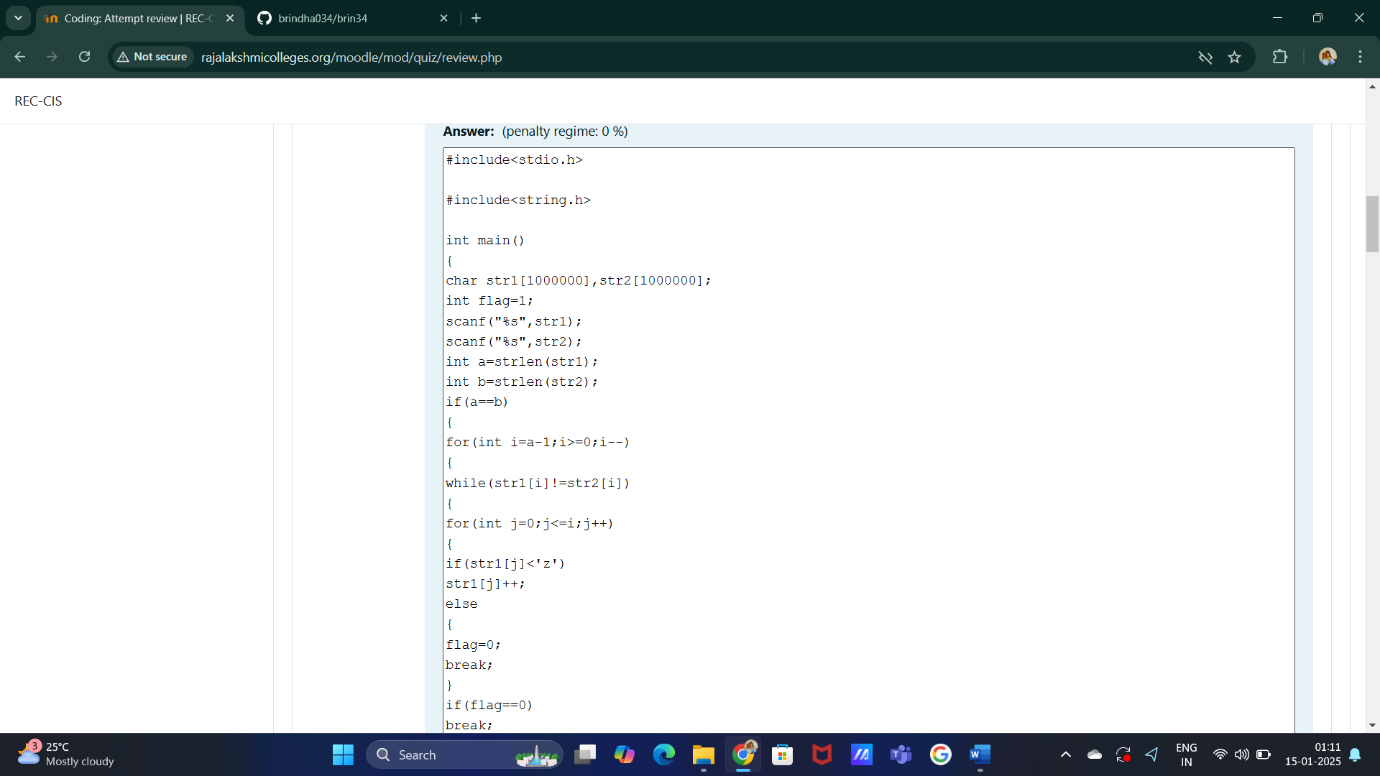 Coding: Attempt review | REC-C
brindha034/brin34
Not secure
rajalakshmicolleges.org/moodle/mod/quiz/review.php
REC-CIS
Answer: (penalty regime: 0 %)
#include<stdio.h>
#include<string.h>
int main()
{
char str1[1000000],str2[1000000];
int flag=1;
scanf("%s",str1);
scanf("%s",str2);
int a=strlen(str1);
int b=strlen(str2);
if(a==b)
{
for(int i=a-1;i>=0;i--)
{
while(str1[i]!=str2[i])
{
for(int j=0;j<=i;j++)
{
if(str1[j]<'z')
str1[j]++;
else
{
flag=0;
break;
}
if(flag==0)
break;
3
25°C
Mostly cloudy
Search
ENG
IN
01:11
15-01-2025